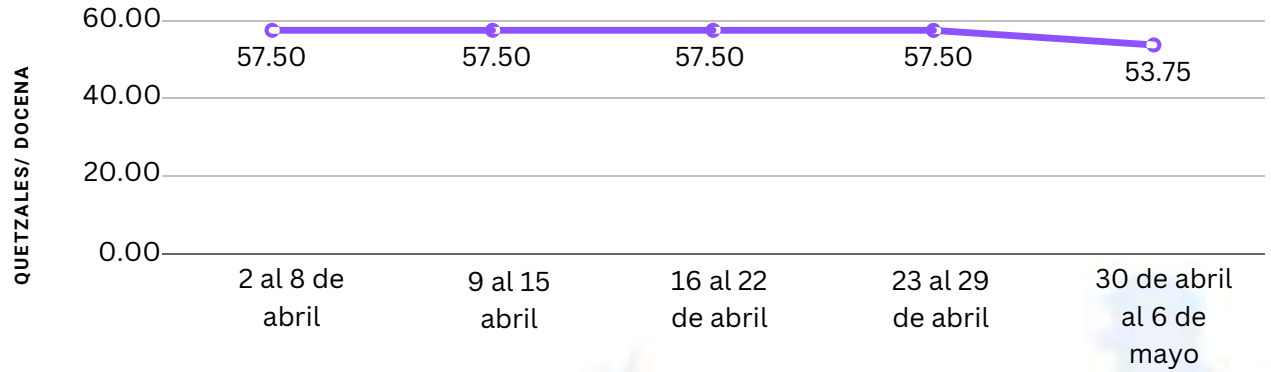 60.00
57.50 57.50 57.50 57.50 53.75
40.00
20.00
0.00
QUETZALES/ DOCENA
2 al 8 de
abril
9 al 15
abril
16 al 22
de abril
23 al 29
de abril
30 de abril
al 6 de
mayo